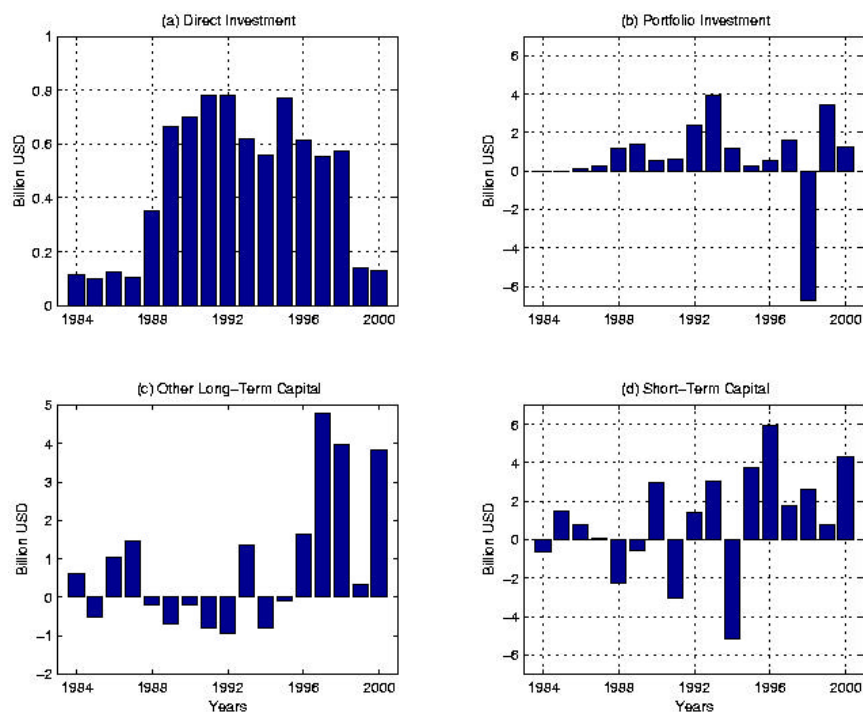 (a) Direct Investment
1
0.8
0.6
0.4
0.2
0
Billion USD
1984 1988 1992 1996 2000
(b) Portfolio Investment
6
4
2
0
−2
−4
−6
Billion USD
1984 1988 1992 1996 2000
(c) Other Long−Term Capital
5
4
3
2
1
0
−1
−2
Billion USD
1984 1988 1992 1996 2000
Years
(d) Short−Term Capital
6
4
2
0
−2
−4
−6
Billion USD
1984 1988 1992 1996 2000
Years